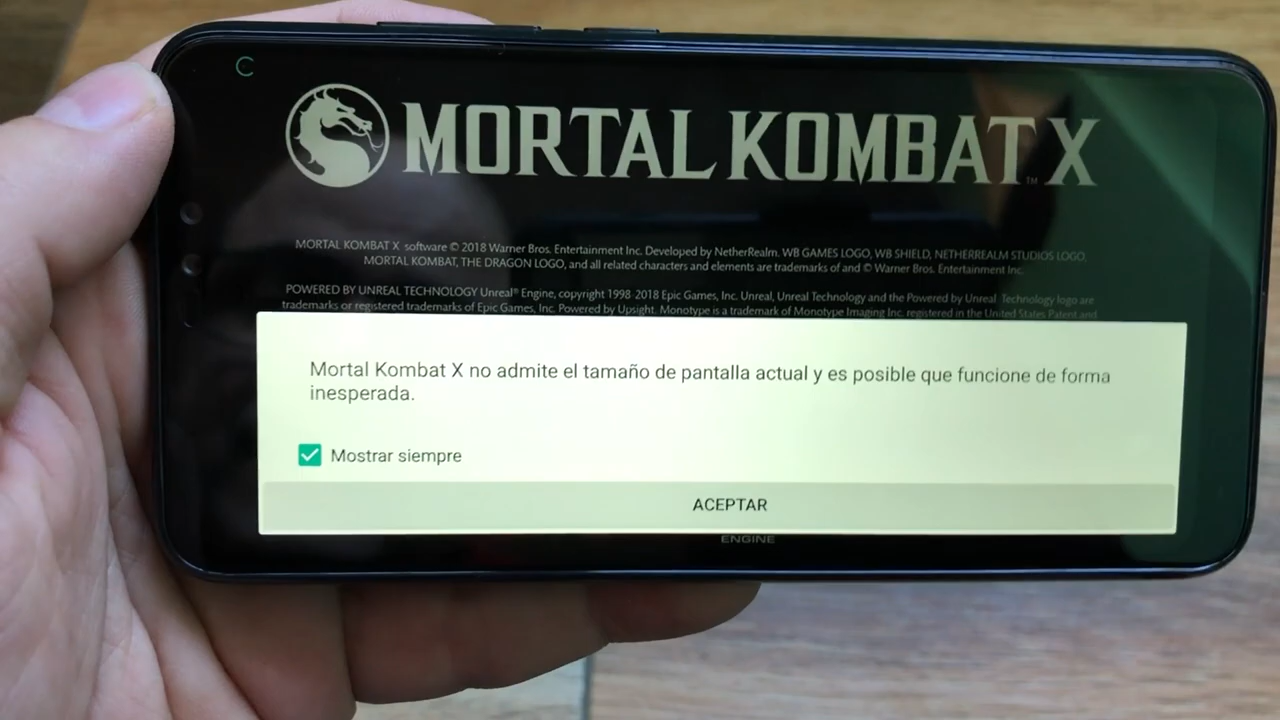 MORTAL KOMBAT X
TM
MORTAL KOMBAT X software © 2018 Warner Bros. Entertainment Inc. Developed by NetherRealm. WB GAMES LOGO, WB SHIELD, NETHERREALM STUDIOS LOGO,
MORTAL KOMBAT, THE DRAGON LOGO, and all related characters and elements are trademarks of and © Warner Bros. Entertainment Inc.
POWERED BY UNREAL TECHNOLOGY Unreal® Engine, copyright 1998-2018 Epic Games, Inc. Unreal, Unreal Technology and the Powered by Unreal Technology logo are
trademarks or registered trademarks of Epic Games, Inc. Powered by Upsight. Monotype is a trademark of Monotype Imaging Inc. registered in the United States Patent and
Mortal Kombat X no admite el tamaño de pantalla actual y es posible que funcione de forma
inesperada.
Mostrar siempre
ACEPTAR
ENGINE